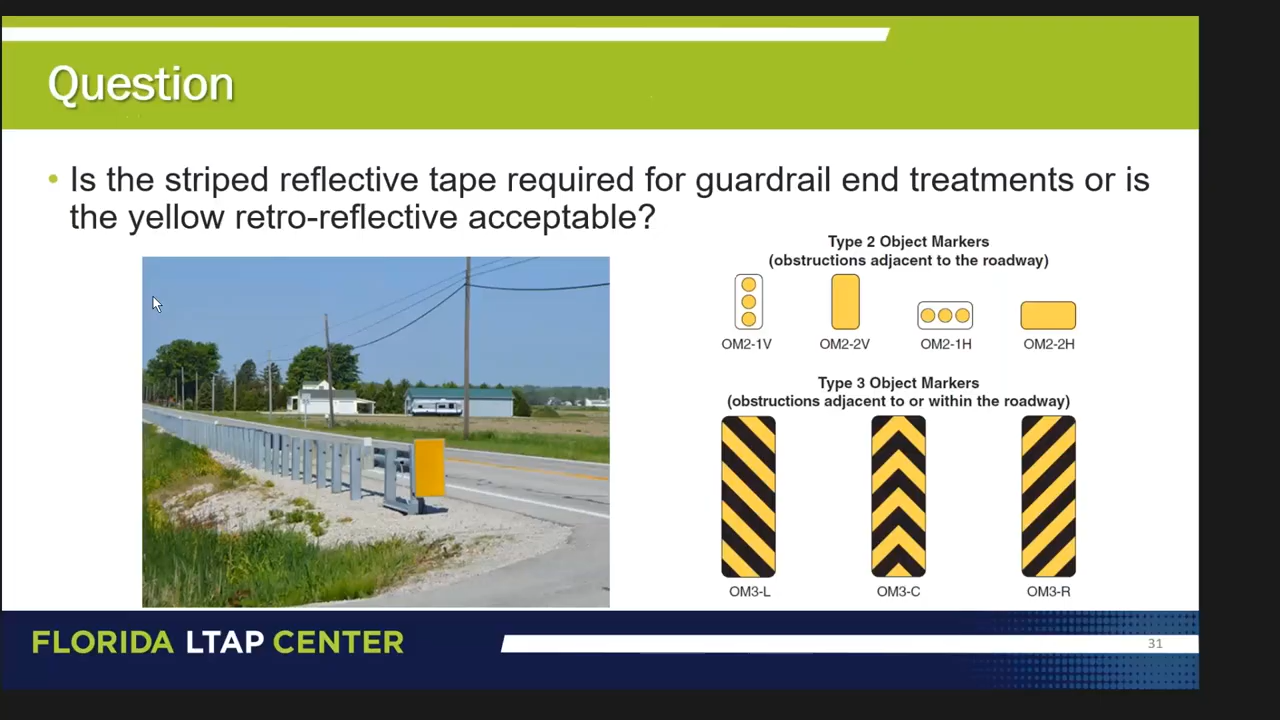 Question
• Is the striped reflective tape required for guardrail end treatments or is
the yellow retro-reflective acceptable?
Type 2 Object Markers
(obstructions adjacent to the roadway)
OM2-1V OM2-2V OM2-1H OM2-2H
Type 3 Object Markers
(obstructions adjacent to or within the roadway)
OM3-L OM3-C OM3-R
FLORIDA LTAP CENTER
31